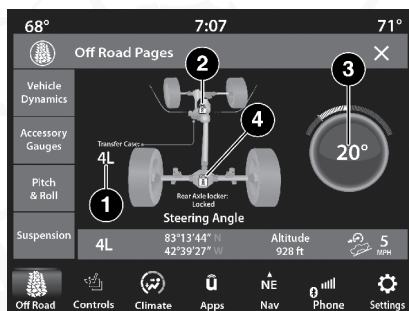 68°
7:07
71°
Off Road Pages
2
3
Vehicle
Dynamics
Accessory
Gauges
Pitch
& Roll
Suspension
Transfer Case:
4L
1
4
20°
Rear Axle locker:
Locked
Steering Angle
4L
83°13'44" N
42°39'27" W
Altitude
928 ft
5
MPH
Off Road
Controls
Climate
û
Apps
NE
Nav
Phone
Settings